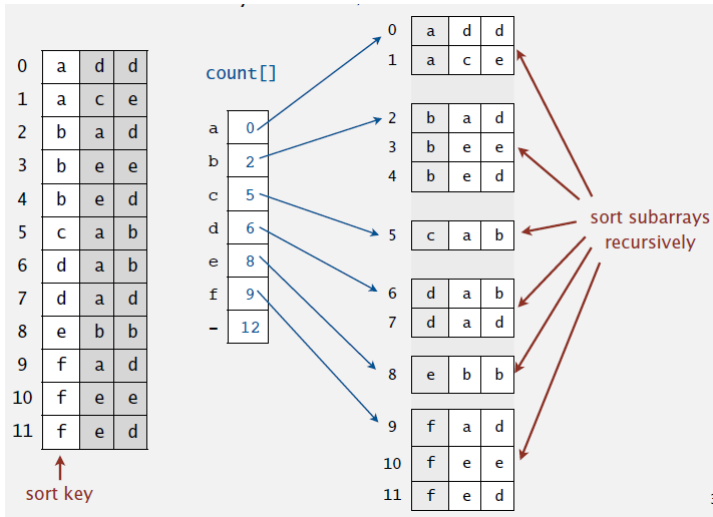 0 a d d
1 a c e
2 b a d
3 b e e
4 b e d
5 c a b
6 d a b
7 d a d
8 e b b
9 f a d
10 f e e
11 f e d
sort key
count[]
a 0
b 2
c 5
d 6
e 8
f 9
- 12
0 a d d
1 a c e
2 b a d
3 b e e
4 b e d
5 c a b
6 d a b
7 d a d
8 e b b
9 f a d
10 f e e
11 f e d
sort subarrays
recursively